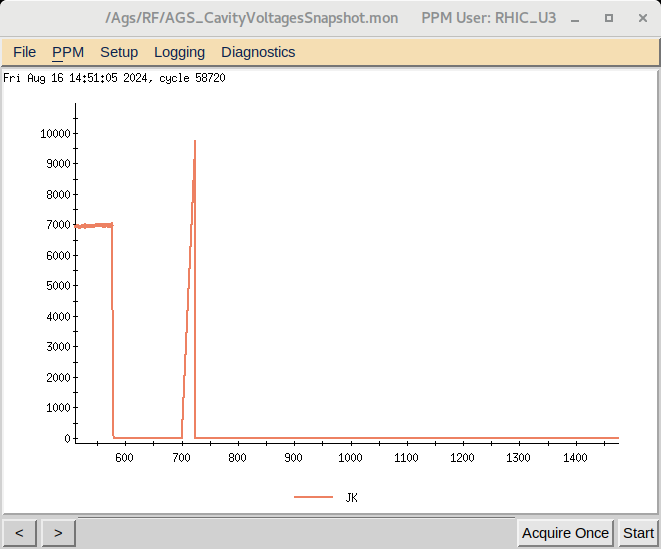 /Ags/RF/AGS_CavityVoltagesSnapshot.mon PPM User: RHIC_U3
File PPM Setup Logging Diagnostics
Fri Aug 16 14:51:05 2024, cycle 58720
10000
9000
8000
7000
6000
5000
4000
3000
2000
1000
0
600 700 800 900 1000 1100 1200 1300 1400
JK
< > Acquire Once Start